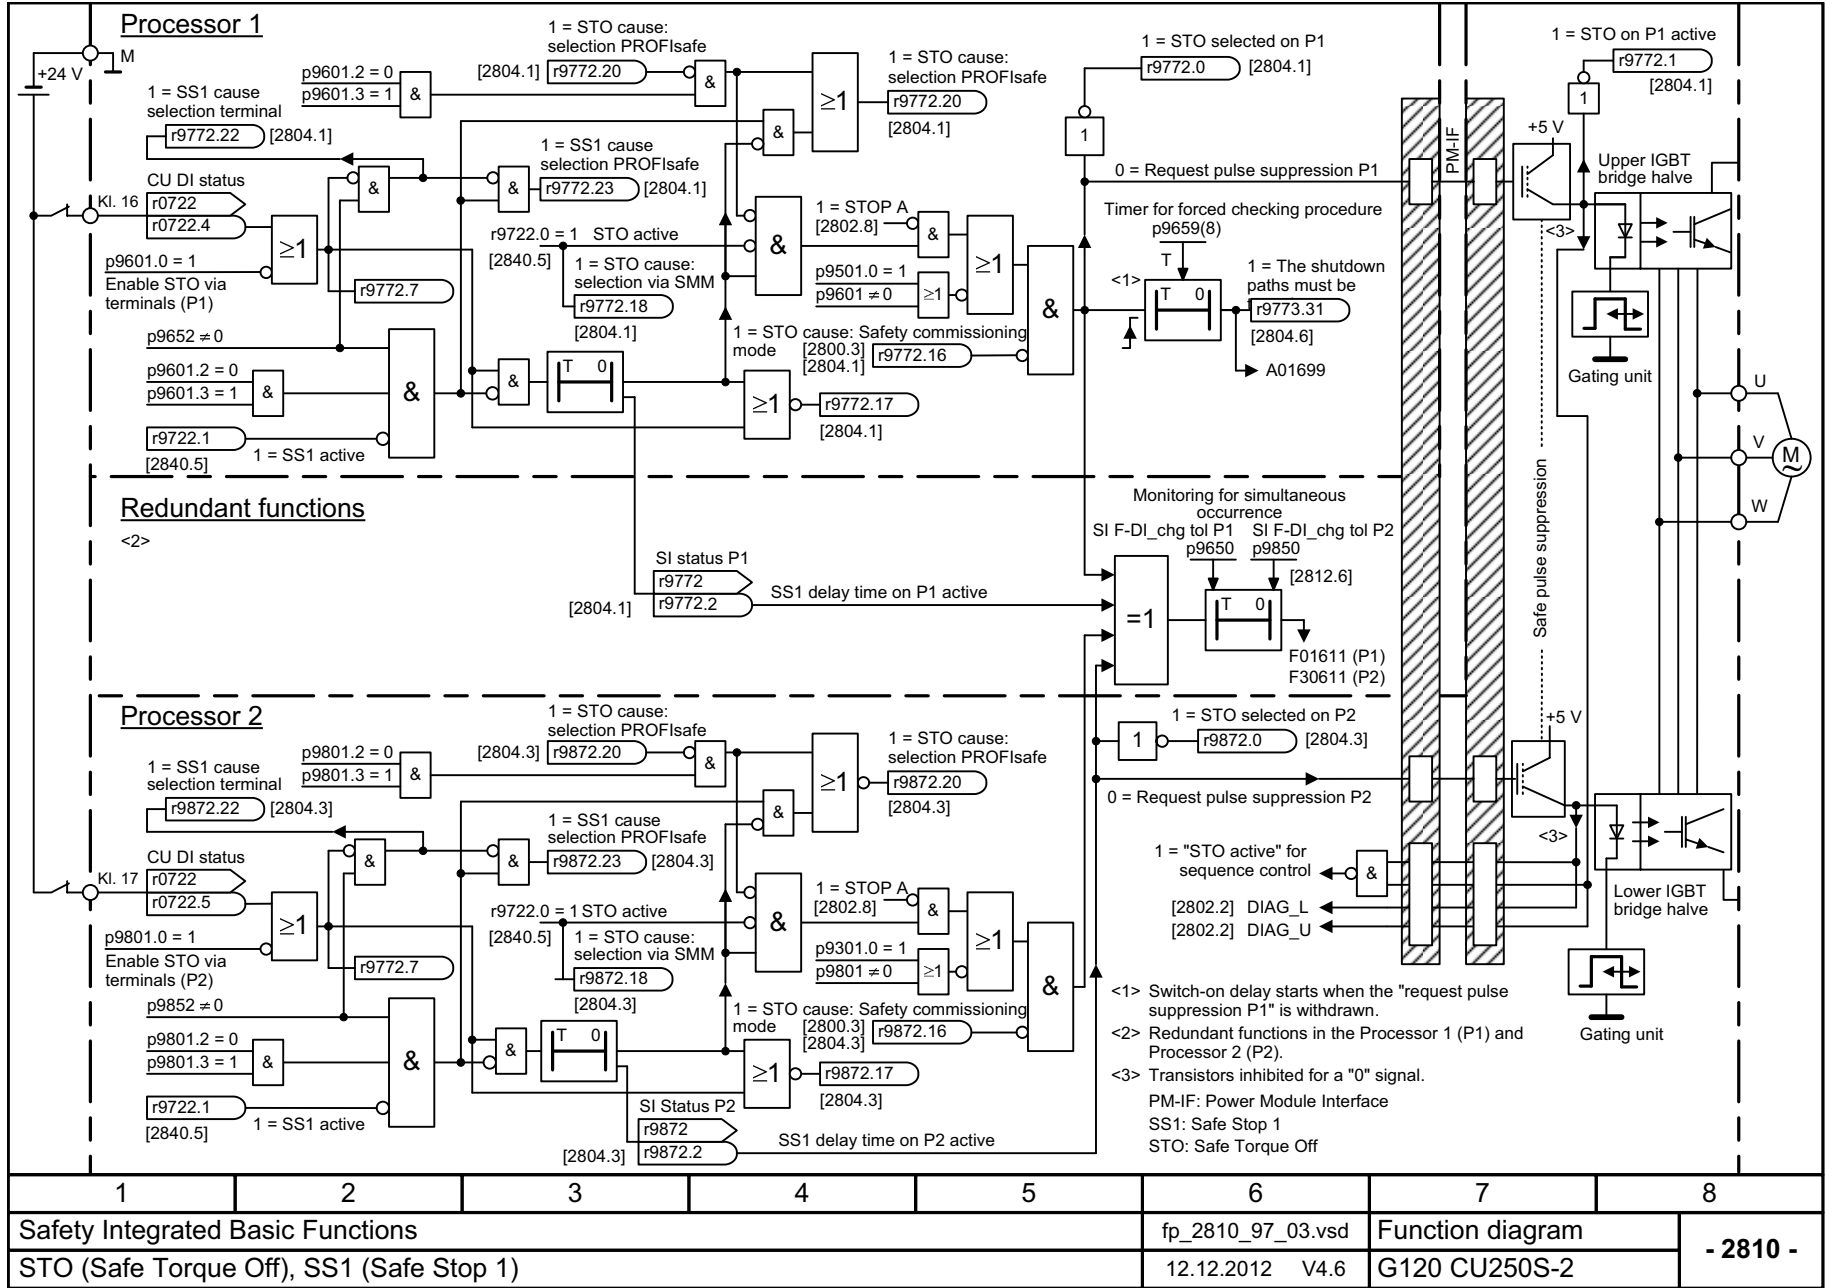 Processor 1
M
+24 V
1 = SS1 cause
selection terminal
r9772.22 [2804.1]
p9601.2 = 0
p9601.3 = 1
&
1 = STO cause:
selection PROFIsafe
[2804.1] r9772.20
&
≥1
1 = STO cause:
selection PROFIsafe
r9772.20
[2804.1]
&
1 = STO selected on P1
r9772.0 [2804.1]
1
1 = STO on P1 active
r9772.1
[2804.1]
1
PM-IF
+5 V
Upper IGBT
bridge halve
CU DI status
Kl. 16
r0722
r0722.4
&
&
1 = SS1 cause
selection PROFIsafe
r9772.23 [2804.1]
0 = Request pulse suppression P1
Timer for forced checking procedure
p9659(8)
T
<1>
T 0
1 = The shutdown
paths must be
r9773.31
[2804.6]
A01699
<3>
Gating unit
p9601.0 = 1
Enable STO via
terminals (P1)
≥1
r9772.7
r9722.0 = 1 STO active
[2840.5]
1 = STO cause:
selection via SMM
r9772.18
[2804.1]
&
1 = STOP A
[2802.8]
&
p9501.0 = 1
p9601 ≠ 0
≥1
≥1
&
1 = STO cause: Safety commissioning
mode
[2800.3]
[2804.1]
r9772.16
p9652 ≠ 0
p9601.2 = 0
p9601.3 = 1
&
&
r9722.1
[2840.5]
1 = SS1 active
&
T 0
≥1
r9772.17
[2804.1]
U
V
W
M
~
Safe pulse suppression
Redundant functions
<2>
SI status P1
r9772
[2804.1] r9772.2
SS1 delay time on P1 active
Monitoring for simultaneous
occurrence
SI F-DI_chg tol P1 SI F-DI_chg tol P2
p9650 p9850
[2812.6]
T 0
=1
F01611 (P1)
F30611 (P2)
Processor 2
1 = SS1 cause
selection terminal
r9872.22 [2804.3]
p9801.2 = 0
p9801.3 = 1
&
1 = STO cause:
selection PROFIsafe
[2804.3] r9872.20
&
≥1
1 = STO cause:
selection PROFIsafe
r9872.20
[2804.3]
&
1
1 = STO selected on P2
r9872.0 [2804.3]
0 = Request pulse suppression P2
+5 V
<3>
1 = "STO active" for
sequence control
&
[2802.2] DIAG_L
[2802.2] DIAG_U
Lower IGBT
bridge halve
Gating unit
CU DI status
Kl. 17
r0722
r0722.5
&
&
1 = SS1 cause
selection PROFIsafe
r9872.23 [2804.3]
p9801.0 = 1
Enable STO via
terminals (P2)
≥1
r9772.7
r9722.0 = 1 STO active
[2840.5]
1 = STO cause:
selection via SMM
r9872.18
[2804.3]
&
1 = STOP A
[2802.8]
&
p9301.0 = 1
p9801 ≠ 0
≥1
≥1
&
1 = STO cause: Safety commissioning
mode
[2800.3]
[2804.3]
r9872.16
p9852 ≠ 0
p9801.2 = 0
p9801.3 = 1
&
&
r9722.1
[2840.5]
1 = SS1 active
&
T 0
≥1
r9872.17
[2804.3]
SI Status P2
r9872
[2804.3] r9872.2
SS1 delay time on P2 active
<1> Switch-on delay starts when the "request pulse
suppression P1" is withdrawn.
<2> Redundant functions in the Processor 1 (P1) and
Processor 2 (P2).
<3> Transistors inhibited for a "0" signal.
PM-IF: Power Module Interface
SS1: Safe Stop 1
STO: Safe Torque Off
1 2 3 4 5 6 7 8
Safety Integrated Basic Functions
fp_2810_97_03.vsd
Function diagram
- 2810 -
STO (Safe Torque Off), SS1 (Safe Stop 1)
12.12.2012 V4.6
G120 CU250S-2